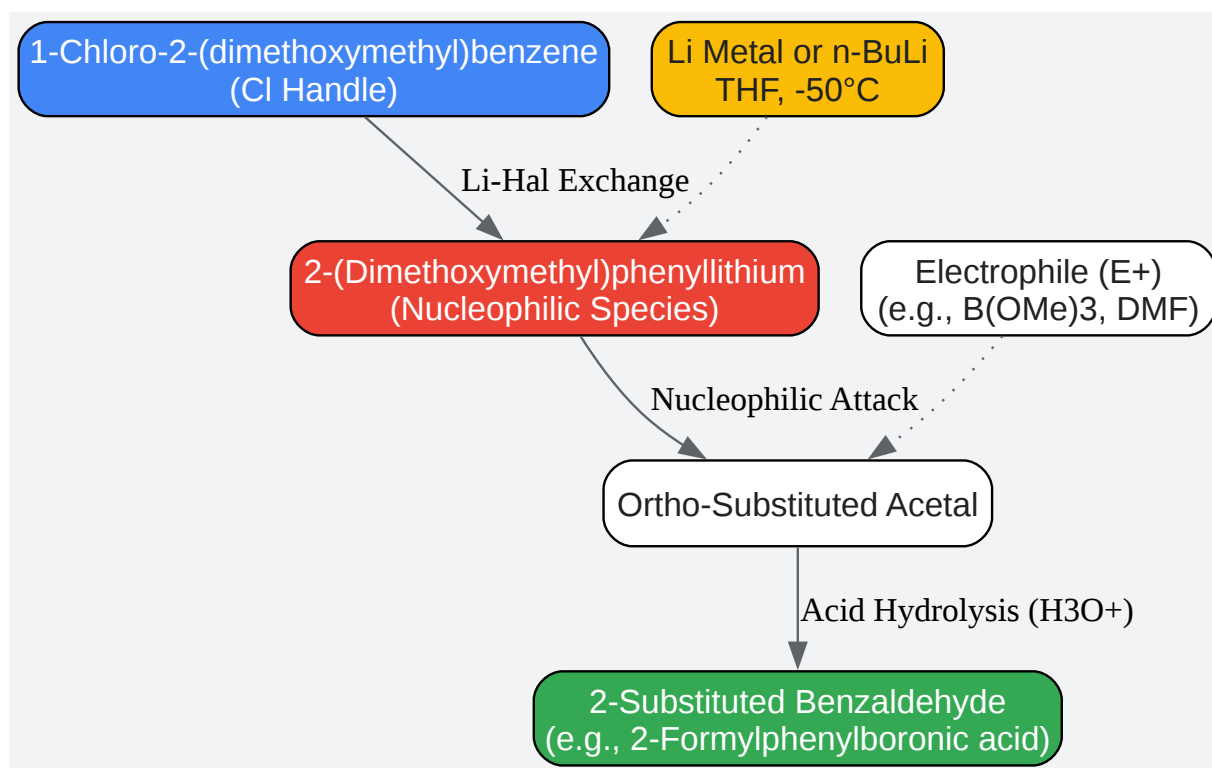 1-Chloro-2-(dimethoxymethyl)benzene
(Cl Handle)
Li Metal or n-BuLi
THF, -50°C
Li-Hal Exchange
2-(Dimethoxymethyl)phenyllithium
(Nucleophilic Species)
Electrophile (E+)
(e.g., B(OMe)3, DMF)
Nucleophilic Attack
Ortho-Substituted Acetal
Acid Hydrolysis (H3O+)
2-Substituted Benzaldehyde
(e.g., 2-Formylphenylboronic acid)